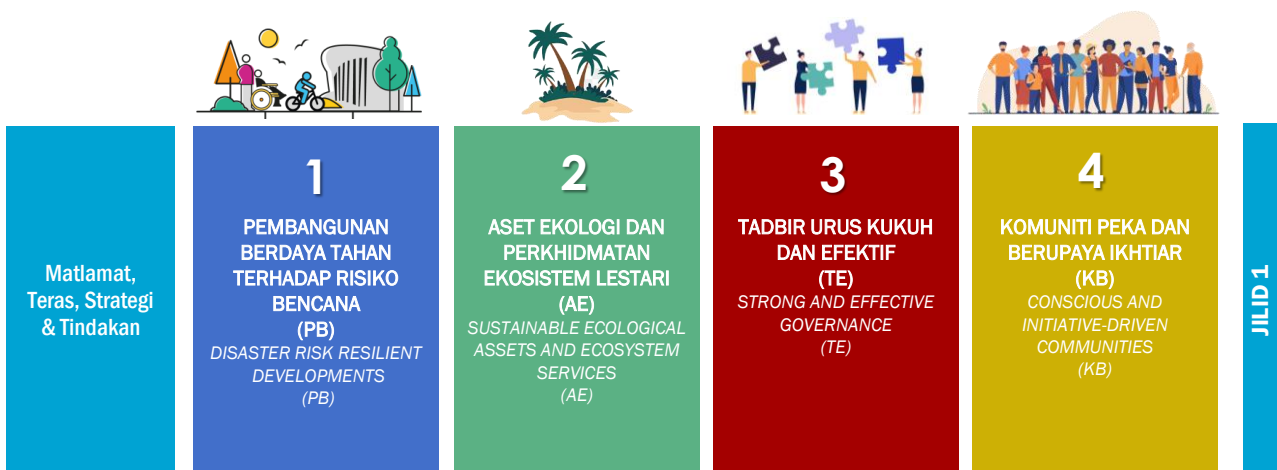 Matlamat,
Teras, Strategi
& Tindakan
1
PEMBANGUNAN
BERDAYA TAHAN
TERHADAP RISIKO
BENCANA
(PB)
DISASTER RISK RESILIENT
DEVELOPMENTS
(PB)
2
ASET EKOLOGI DAN
PERKHIDMATAN
EKOSISTEM LESTARI
(AE)
SUSTAINABLE ECOLOGICAL
ASSETS AND ECOSYSTEM
SERVICES
(AE)
3
TADBIR URUS KUKUH
DAN EFEKTIF
(TE)
STRONG AND EFFECTIVE
GOVERNANCE
(TE)
4
KOMUNITI PEKA DAN
BERUPAYA IKHTIAR
(KB)
CONSCIOUS AND
INITIATIVE-DRIVEN
COMMUNITIES
(KB)
JILID 1